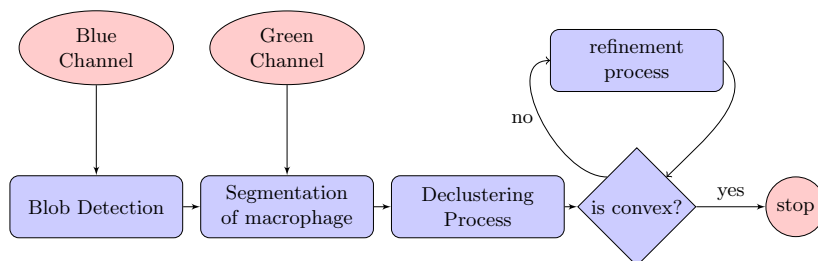 Blue
Channel
Green
Channel
refinement
process
no
Blob Detection
Segmentation
of macrophage
Declustering
Process
is convex?
yes
stop